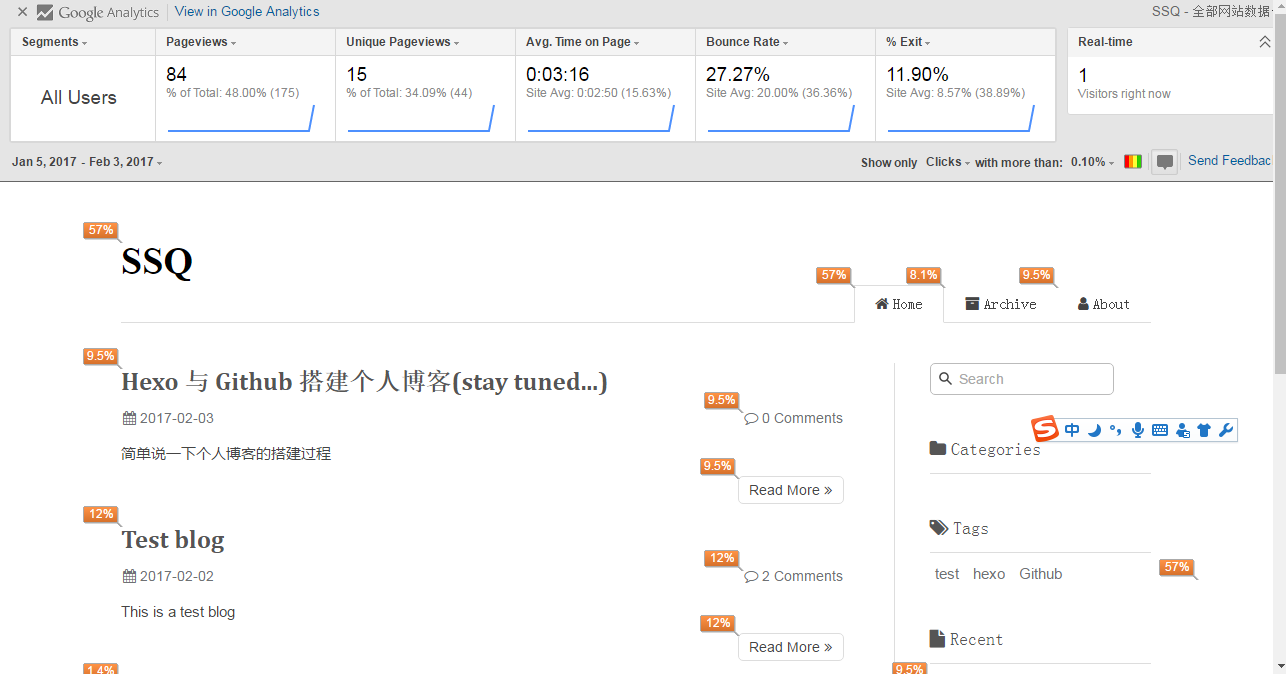 Google Analytics View in Google Analytics SSQ - 全部网站数据
Segments Pageviews Unique Pageviews Avg. Time on Page Bounce Rate % Exit Real-time
84 15 0:03:16 27.27% 11.90% 1
All Users % of Total: 48.00% (175) % of Total: 34.09% (44) Site Avg: 0:02:50 (15.63%) Site Avg: 20.00% (36.36%) Site Avg: 8.57% (38.89%) Visitors right now
Jan 5, 2017 - Feb 3, 2017 Show only Clicks with more than: 0.10% Send Feedbac
57%
SSQ
57% 8.1% 9.5%
Home Archive About
9.5%
Hexo 与 Github 搭建个人博客(stay tuned...)
Search
9.5%
2017-02-03 0 Comments
中
Categories
简单说一下个人博客的搭建过程
9.5%
Read More »
12%
Tags
Test blog
12%
57%
2017-02-02 2 Comments
test hexo Github
This is a test blog
12%
Recent
Read More »
1.4% 9.5%